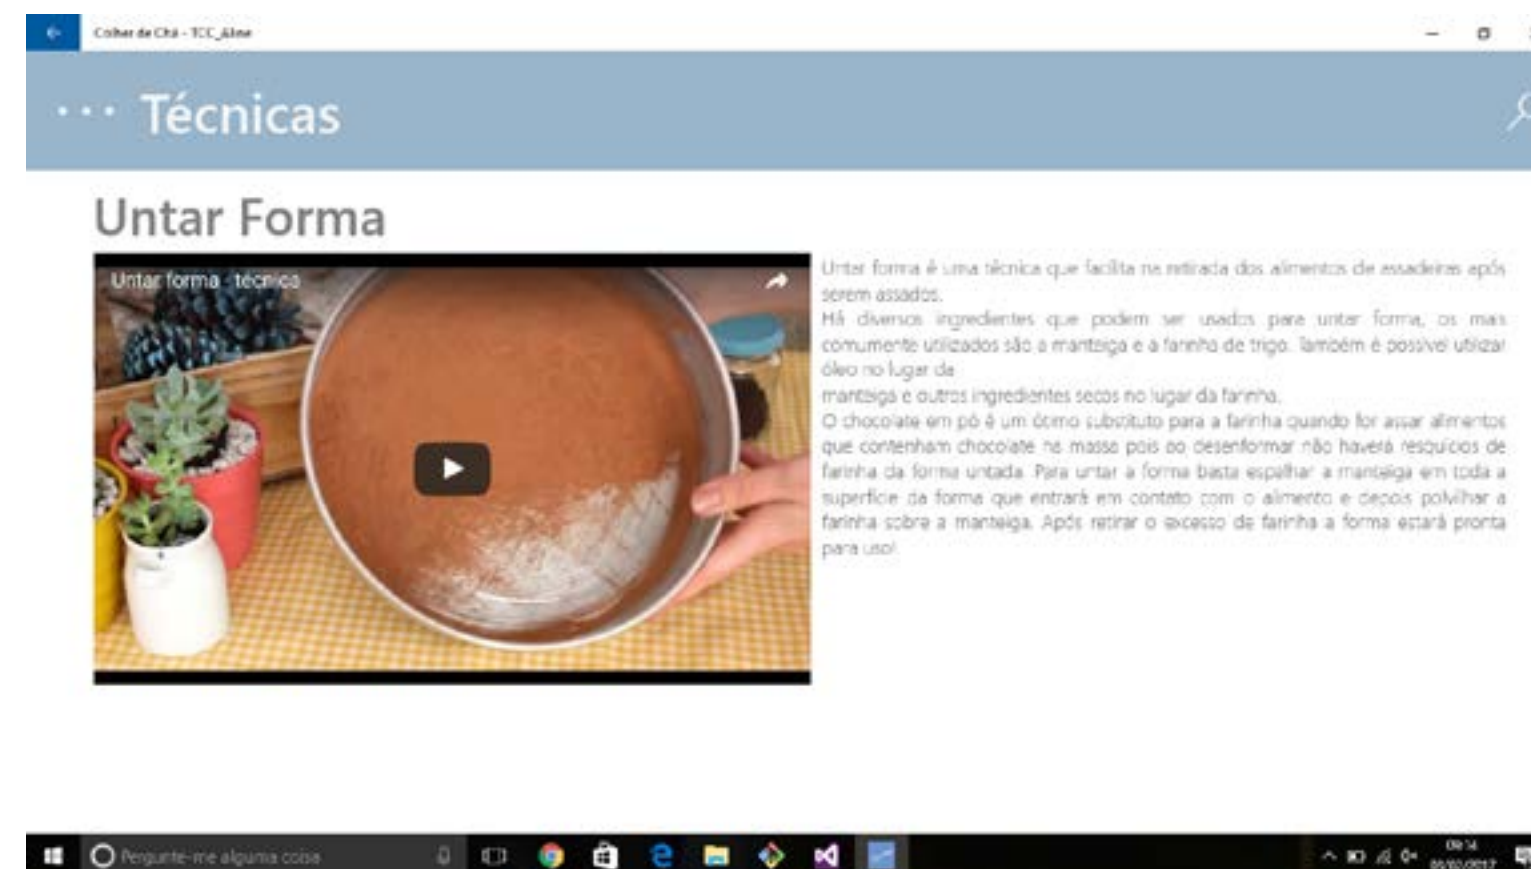 Colher de Chá - TCC_Aline
··· Técnicas
Untar Forma
Untar forma - técnica
Untar forma é uma técnica que facilita na retirada dos alimentos de assadeiras após
serem assados.
Há diversos ingredientes que podem ser usados para untar forma, os mais
comumente utilizados são a manteiga e a farinha de trigo. Também é possível utilizar
óleo no lugar da
manteiga e outros ingredientes secos no lugar da farinha.
O chocolate em pó é um ótimo substituto para a farinha quando for assar alimentos
que contenham chocolate na massa pois ao desenformar não haverá resquícios de
farinha da forma untada. Para untar a forma basta espalhar a manteiga em toda a
superfície da forma que entrará em contato com o alimento e depois polvilhar a
farinha sobre a manteiga. Após retirar o excesso de farinha a forma estará pronta
para uso!
Pergunte-me alguma coisa
09:14